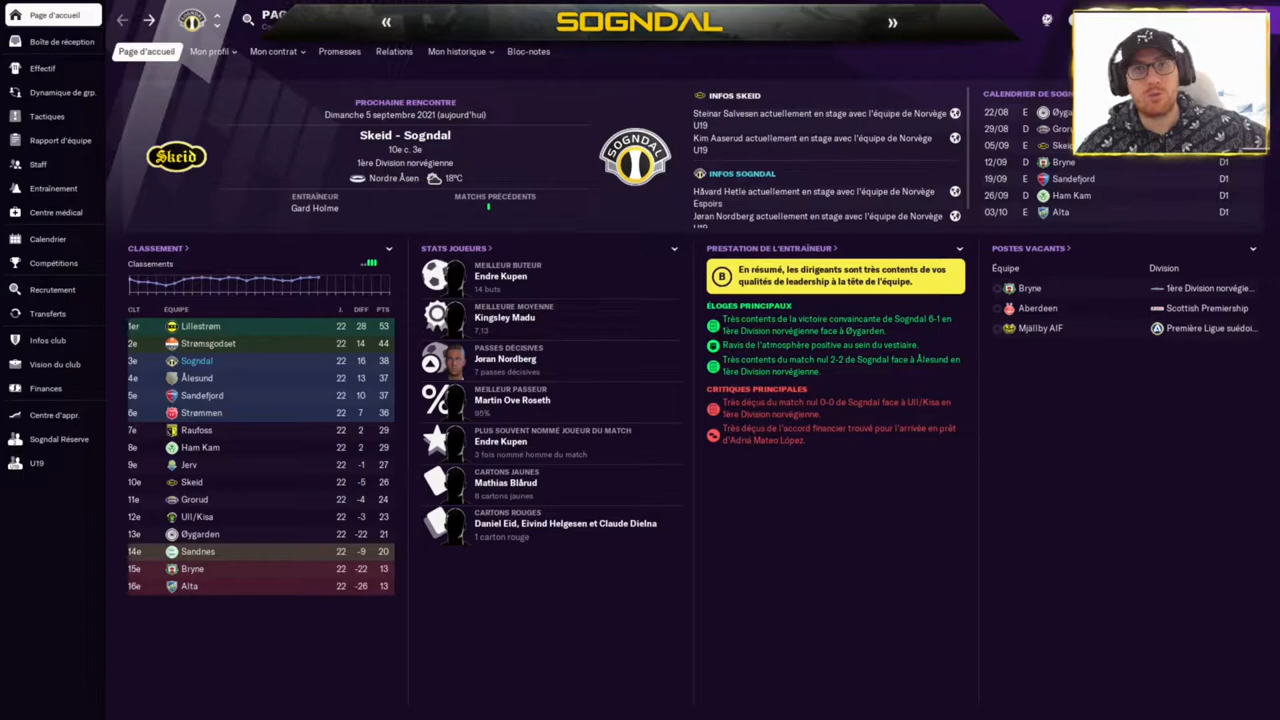 Page d'accueil
Boîte de réception
Effectif
Dynamique de grp.
Tactiques
Rapport d'équipe
Staff
Entraînement
Centre médical
Calendrier
Compétitions
Recrutement
Transferts
Infos club
Vision du club
Finances
Centre d'appr.
Sogndal Réserve
U19
SOGNDAL
Page d'accueil
Mon profil
Mon contrat
Promesses
Relations
Mon historique
Bloc-notes
PROCHAINE RENCONTRE
Dimanche 5 septembre 2021 (aujourd'hui)
Skeid - Sogndal
10e c. 3e
1ère Division norvégienne
Nordre Åsen 18°C
ENTRAÎNEUR
Gard Holme
MATCHS PRÉCÉDENTS
Skeid
SOGNDAL
INFOS SKEID
Steinar Salvesen actuellement en stage avec l'équipe de Norvège
U19
Kim Aaserud actuellement en stage avec l'équipe de Norvège
U19
INFOS SOGNDAL
Håvard Hetle actuellement en stage avec l'équipe de Norvège
Espoirs
Jøran Nordberg actuellement en stage avec l'équipe de Norvège
CALENDRIER DE
22/08 E
29/08 D
05/09 E
12/09 D Bryne D1
19/09 E Sandefjord D1
26/09 D Ham Kam D1
03/10 E Alta D1
CLASSEMENT
Classements
CLT ÉQUIPE J. DIFF PTS
1er Lillestrøm 22 28 53
2e Strømsgodset 22 14 44
3e Sogndal 22 16 38
4e Ålesund 22 13 37
5e Sandefjord 22 10 37
6e Strømmen 22 7 36
7e Raufoss 22 2 29
8e Ham Kam 22 2 29
9e Jerv 22 -1 27
10e Skeid 22 -5 26
11e Grorud 22 -4 24
12e Ull/Kisa 22 -3 23
13e Øygarden 22 -22 21
14e Sandnes 22 -9 20
15e Bryne 22 -22 13
16e Alta 22 -26 13
STATS JOUEURS
MEILLEUR BUTEUR
Endre Kupen
14 buts
MEILLEURE MOYENNE
Kingsley Madu
7,13
PASSES DÉCISIVES
Jøran Nordberg
7 passes décisives
MEILLEUR PASSEUR
Martin Ove Roseth
95%
PLUS SOUVENT NOMMÉ JOUEUR DU MATCH
Endre Kupen
3 fois nommé homme du match
CARTONS JAUNES
Mathias Blårud
8 cartons jaunes
CARTONS ROUGES
Daniel Eid, Eivind Helgesen et Claude Dielna
1 carton rouge
PRESTATION DE L'ENTRAÎNEUR
B
En résumé, les dirigeants sont très contents de vos
qualités de leadership à la tête de l'équipe.
ÉLOGES PRINCIPAUX
Très contents de la victoire convaincante de Sogndal 6-1 en
1ère Division norvégienne face à Øygarden.
Ravis de l'atmosphère positive au sein du vestiaire.
Très contents du match nul 2-2 de Sogndal face à Ålesund en
1ère Division norvégienne.
CRITIQUES PRINCIPALES
Très déçus du match nul 0-0 de Sogndal face à Ull/Kisa en
1ère Division norvégienne.
Très déçus de l'accord financier trouvé pour l'arrivée en prêt
d'Adriá Mateo López.
POSTES VACANTS
Équipe Division
Bryne 1ère Division norvégie...
Aberdeen Scottish Premiership
Mjällby AIF Première Ligue suédoi...